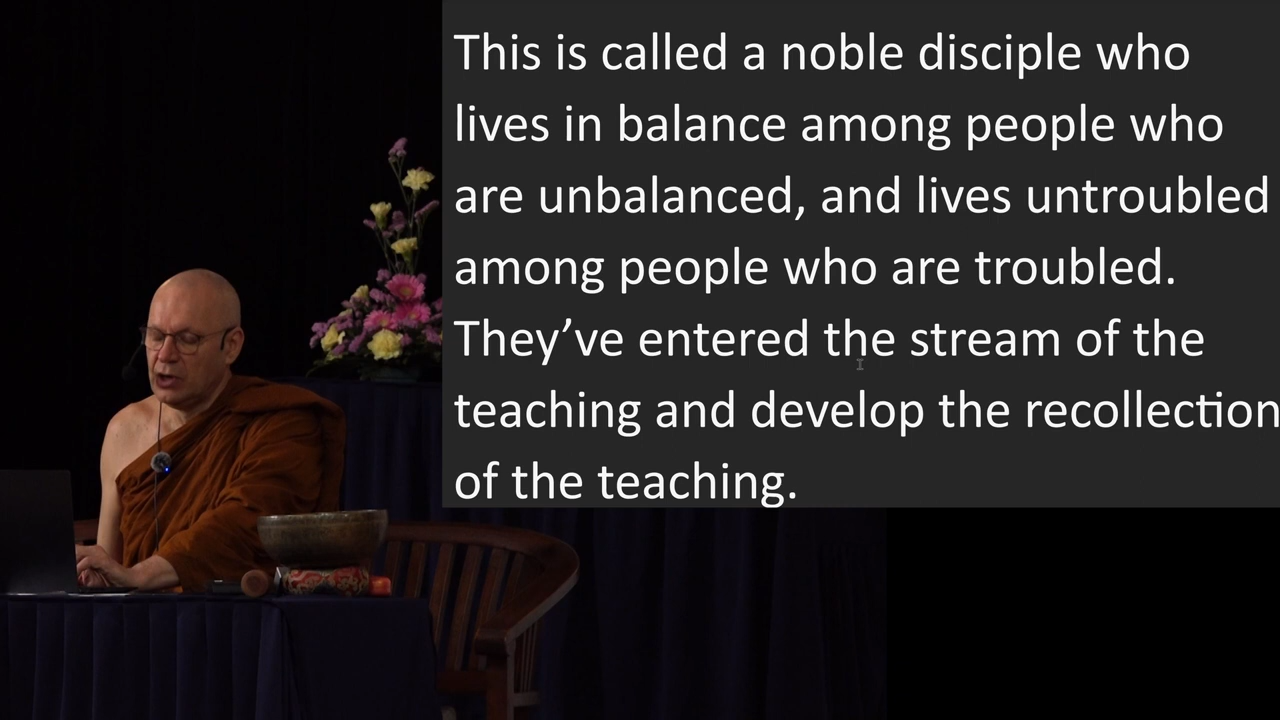 This is called a noble disciple who
lives in balance among people who
are unbalanced, and lives untroubled
among people who are troubled.
They’ve entered the stream of the
teaching and develop the recollection
of the teaching.